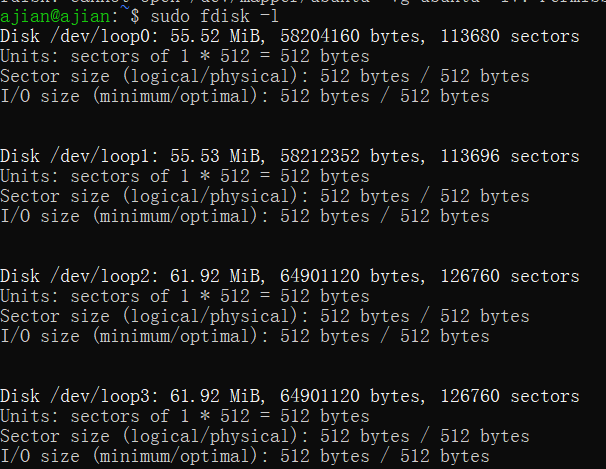 ajian@ajian:~$ sudo fdisk -l
Disk /dev/loop0: 55.52 MiB, 58204160 bytes, 113680 sectors
Units: sectors of 1 * 512 = 512 bytes
Sector size (logical/physical): 512 bytes / 512 bytes
I/O size (minimum/optimal): 512 bytes / 512 bytes
Disk /dev/loop1: 55.53 MiB, 58212352 bytes, 113696 sectors
Units: sectors of 1 * 512 = 512 bytes
Sector size (logical/physical): 512 bytes / 512 bytes
I/O size (minimum/optimal): 512 bytes / 512 bytes
Disk /dev/loop2: 61.92 MiB, 64901120 bytes, 126760 sectors
Units: sectors of 1 * 512 = 512 bytes
Sector size (logical/physical): 512 bytes / 512 bytes
I/O size (minimum/optimal): 512 bytes / 512 bytes
Disk /dev/loop3: 61.92 MiB, 64901120 bytes, 126760 sectors
Units: sectors of 1 * 512 = 512 bytes
Sector size (logical/physical): 512 bytes / 512 bytes
I/O size (minimum/optimal): 512 bytes / 512 bytes